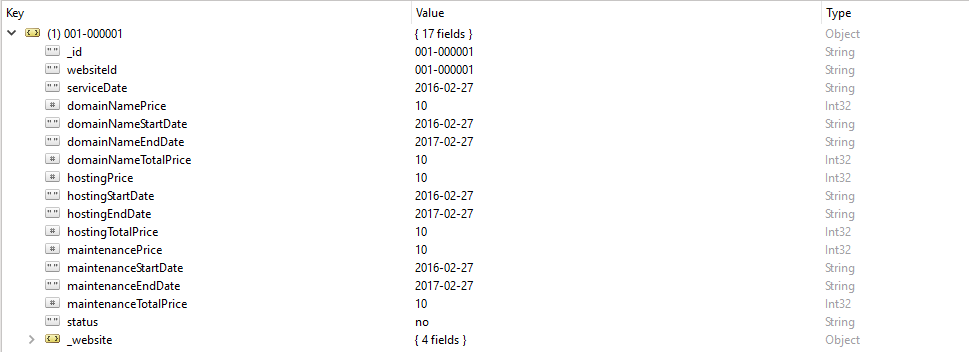 Key Value Type
(1) 001-000001 { 17 fields } Object
_id 001-000001 String
websiteId 001-000001 String
serviceDate 2016-02-27 String
domainNamePrice 10 Int32
domainNameStartDate 2016-02-27 String
domainNameEndDate 2017-02-27 String
domainNameTotalPrice 10 Int32
hostingPrice 10 Int32
hostingStartDate 2016-02-27 String
hostingEndDate 2017-02-27 String
hostingTotalPrice 10 Int32
maintenancePrice 10 Int32
maintenanceStartDate 2016-02-27 String
maintenanceEndDate 2017-02-27 String
maintenanceTotalPrice 10 Int32
status no String
_website { 4 fields } Object